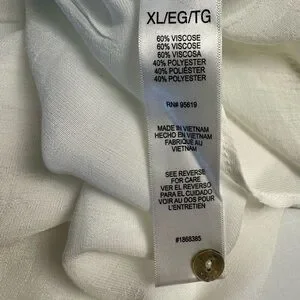 XL/EG/TG
60% VISCOSE
60% VISCOSE
60% VISCOSA
40% POLYESTER
40% POLIÉSTER
40% POLYESTER
RN# 95619
MADE IN VIETNAM
HECHO EN VIETNAM
FABRIQUÉ AU
VIETNAM
SEE REVERSE
FOR CARE
VER EL REVERSO
PARA EL CUIDADO
VOIR AU DOS POUR
L'ENTRETIEN
#1868385